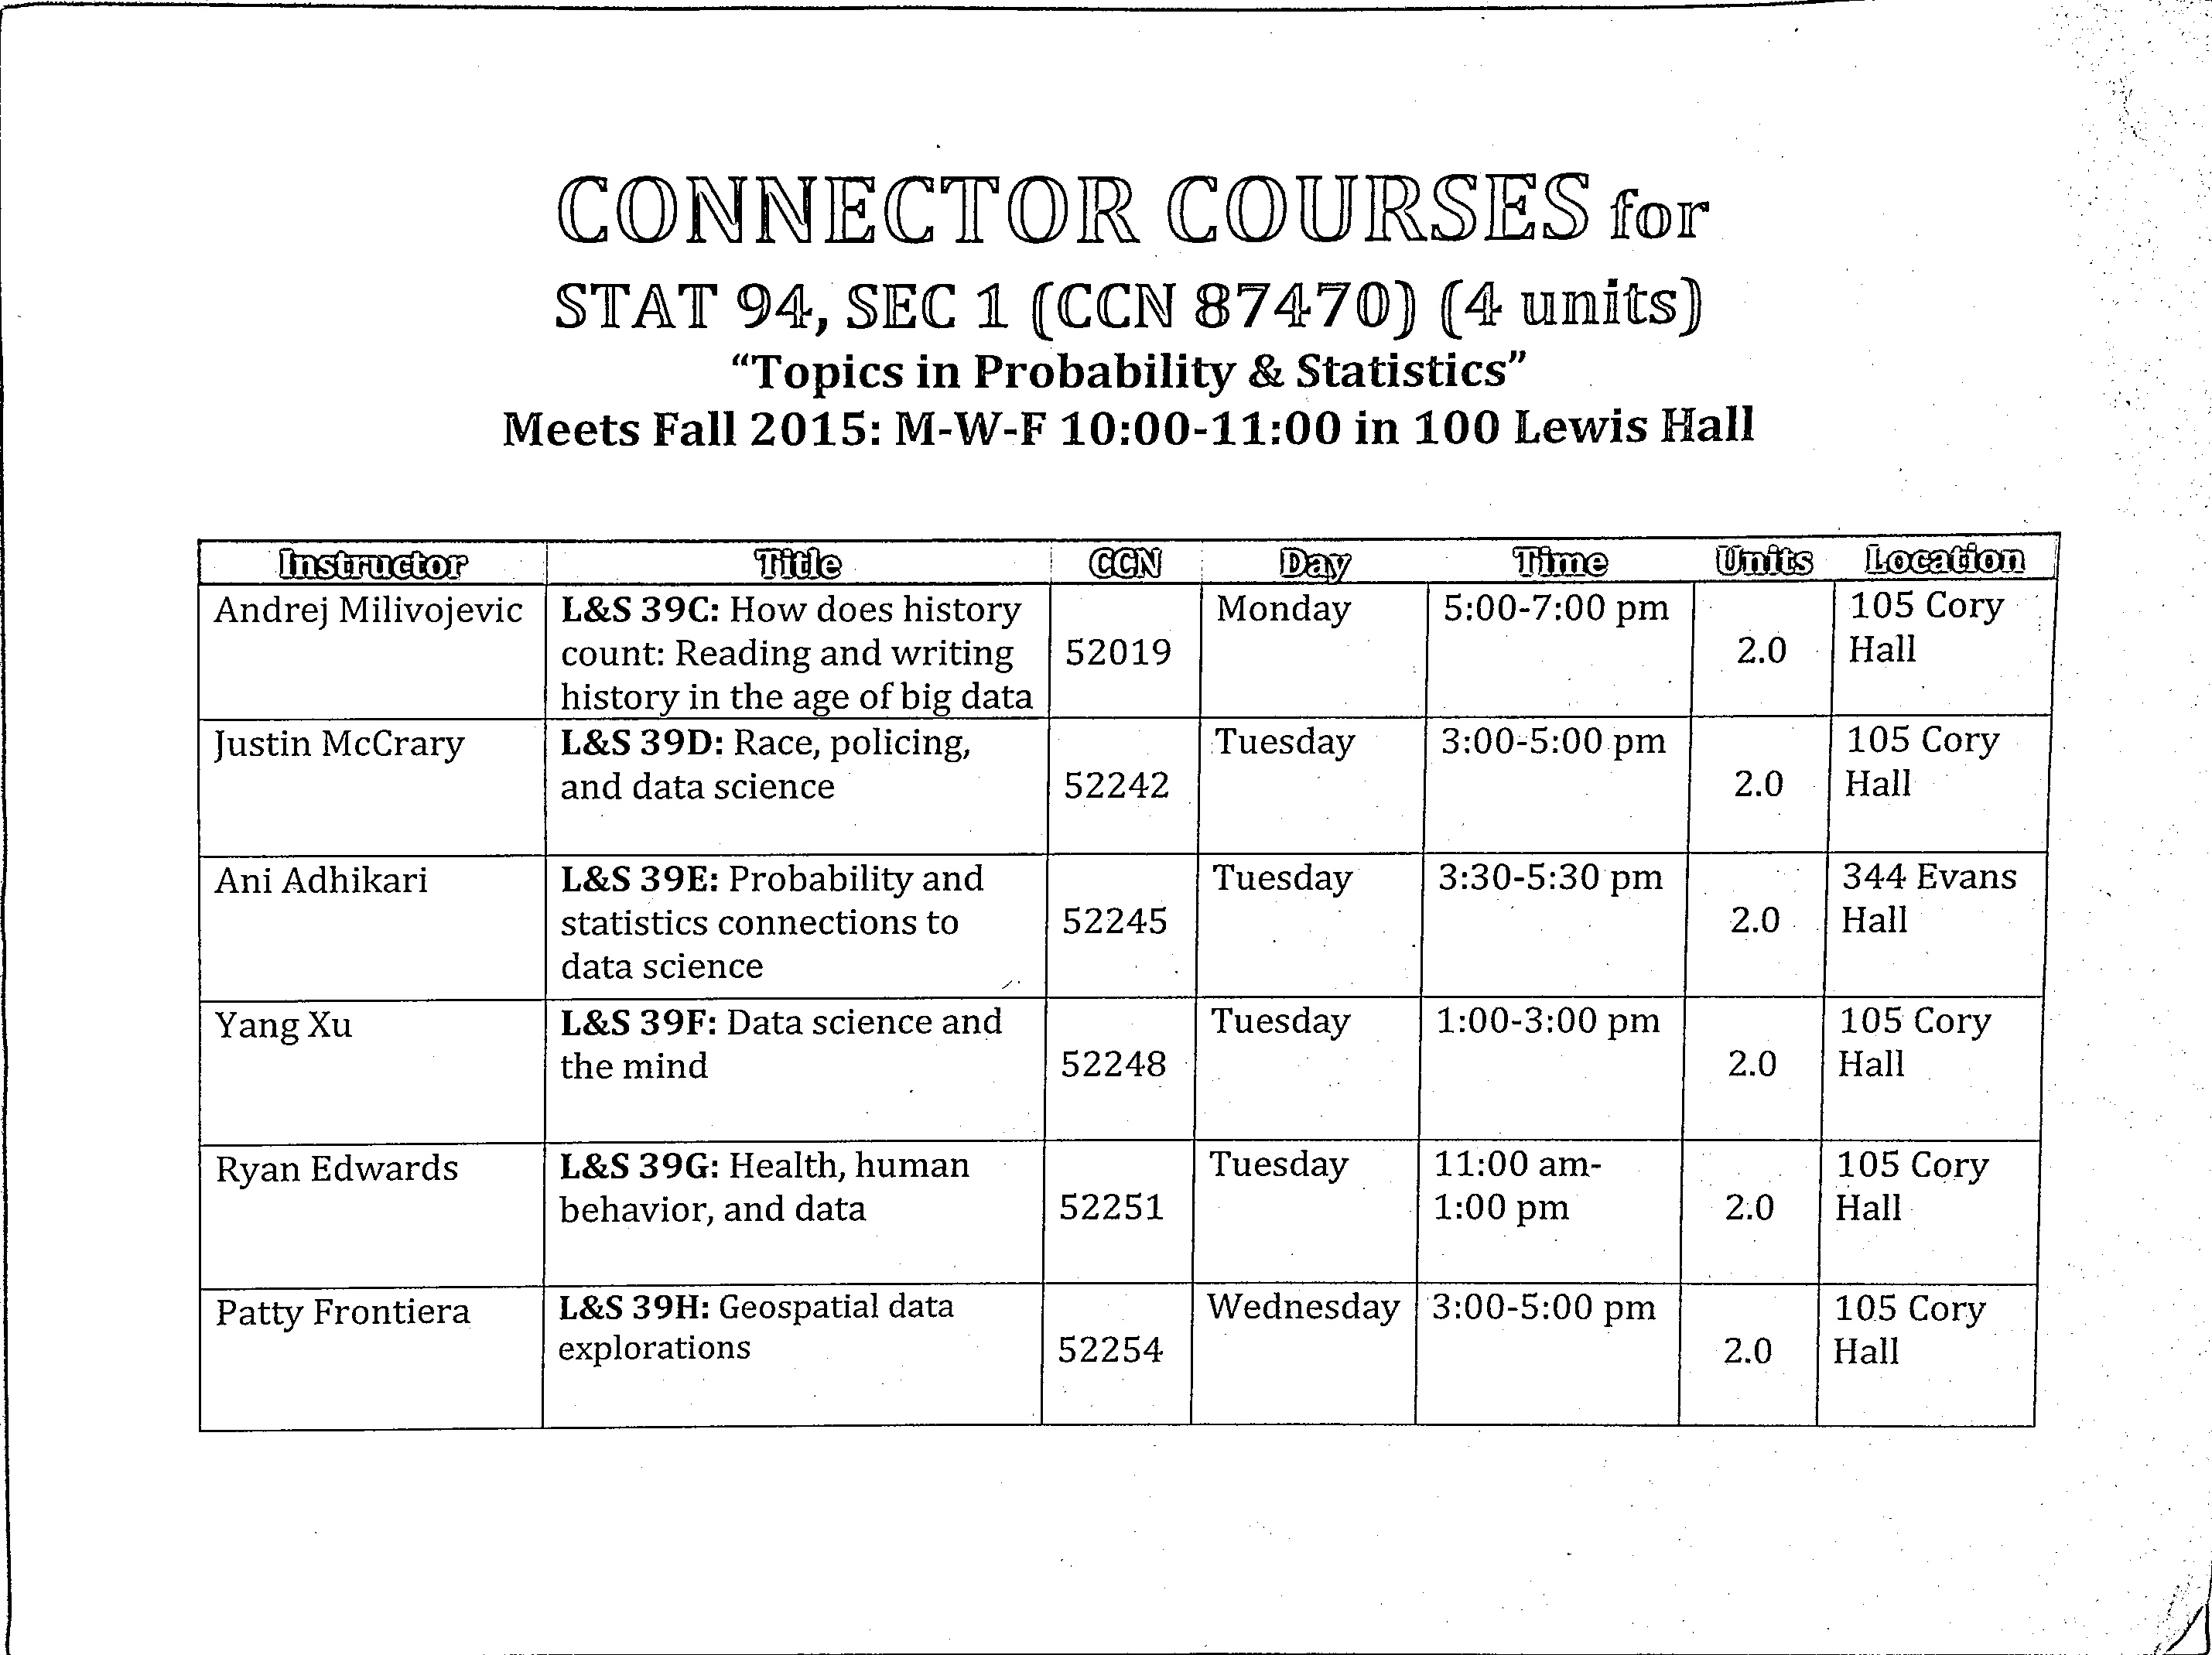 CONNECTOR COURSES for
STAT 94, SEC 1 (CCN 87470) (4 units)
“Topics in Probability & Statistics”
Meets Fall 2015: M-W-F 10:00-11:00 in 100 Lewis Hall
Instructor Title CCN Day Time Units Location
Andrej Milivojevic L&S 39C: How does history Monday 5:00-7:00 pm 105 Cory
count: Reading and writing 52019 2.0 Hall
history in the age of big data
Justin McCrary L&S 39D: Race, policing, Tuesday 3:00-5:00 pm 105 Cory
and data science 52242 2.0 Hall
Ani Adhikari L&S 39E: Probability and Tuesday 3:30-5:30 pm 344 Evans
statistics connections to 52245 2.0 Hall
data science
Yang Xu L&S 39F: Data science and Tuesday 1:00-3:00 pm 105 Cory
the mind 52248 2.0 Hall
Ryan Edwards L&S 39G: Health, human Tuesday 11:00 am- 105 Cory
behavior, and data 52251 1:00 pm 2.0 Hall
Patty Frontiera L&S 39H: Geospatial data Wednesday 3:00-5:00 pm 105 Cory
explorations 52254 2.0 Hall